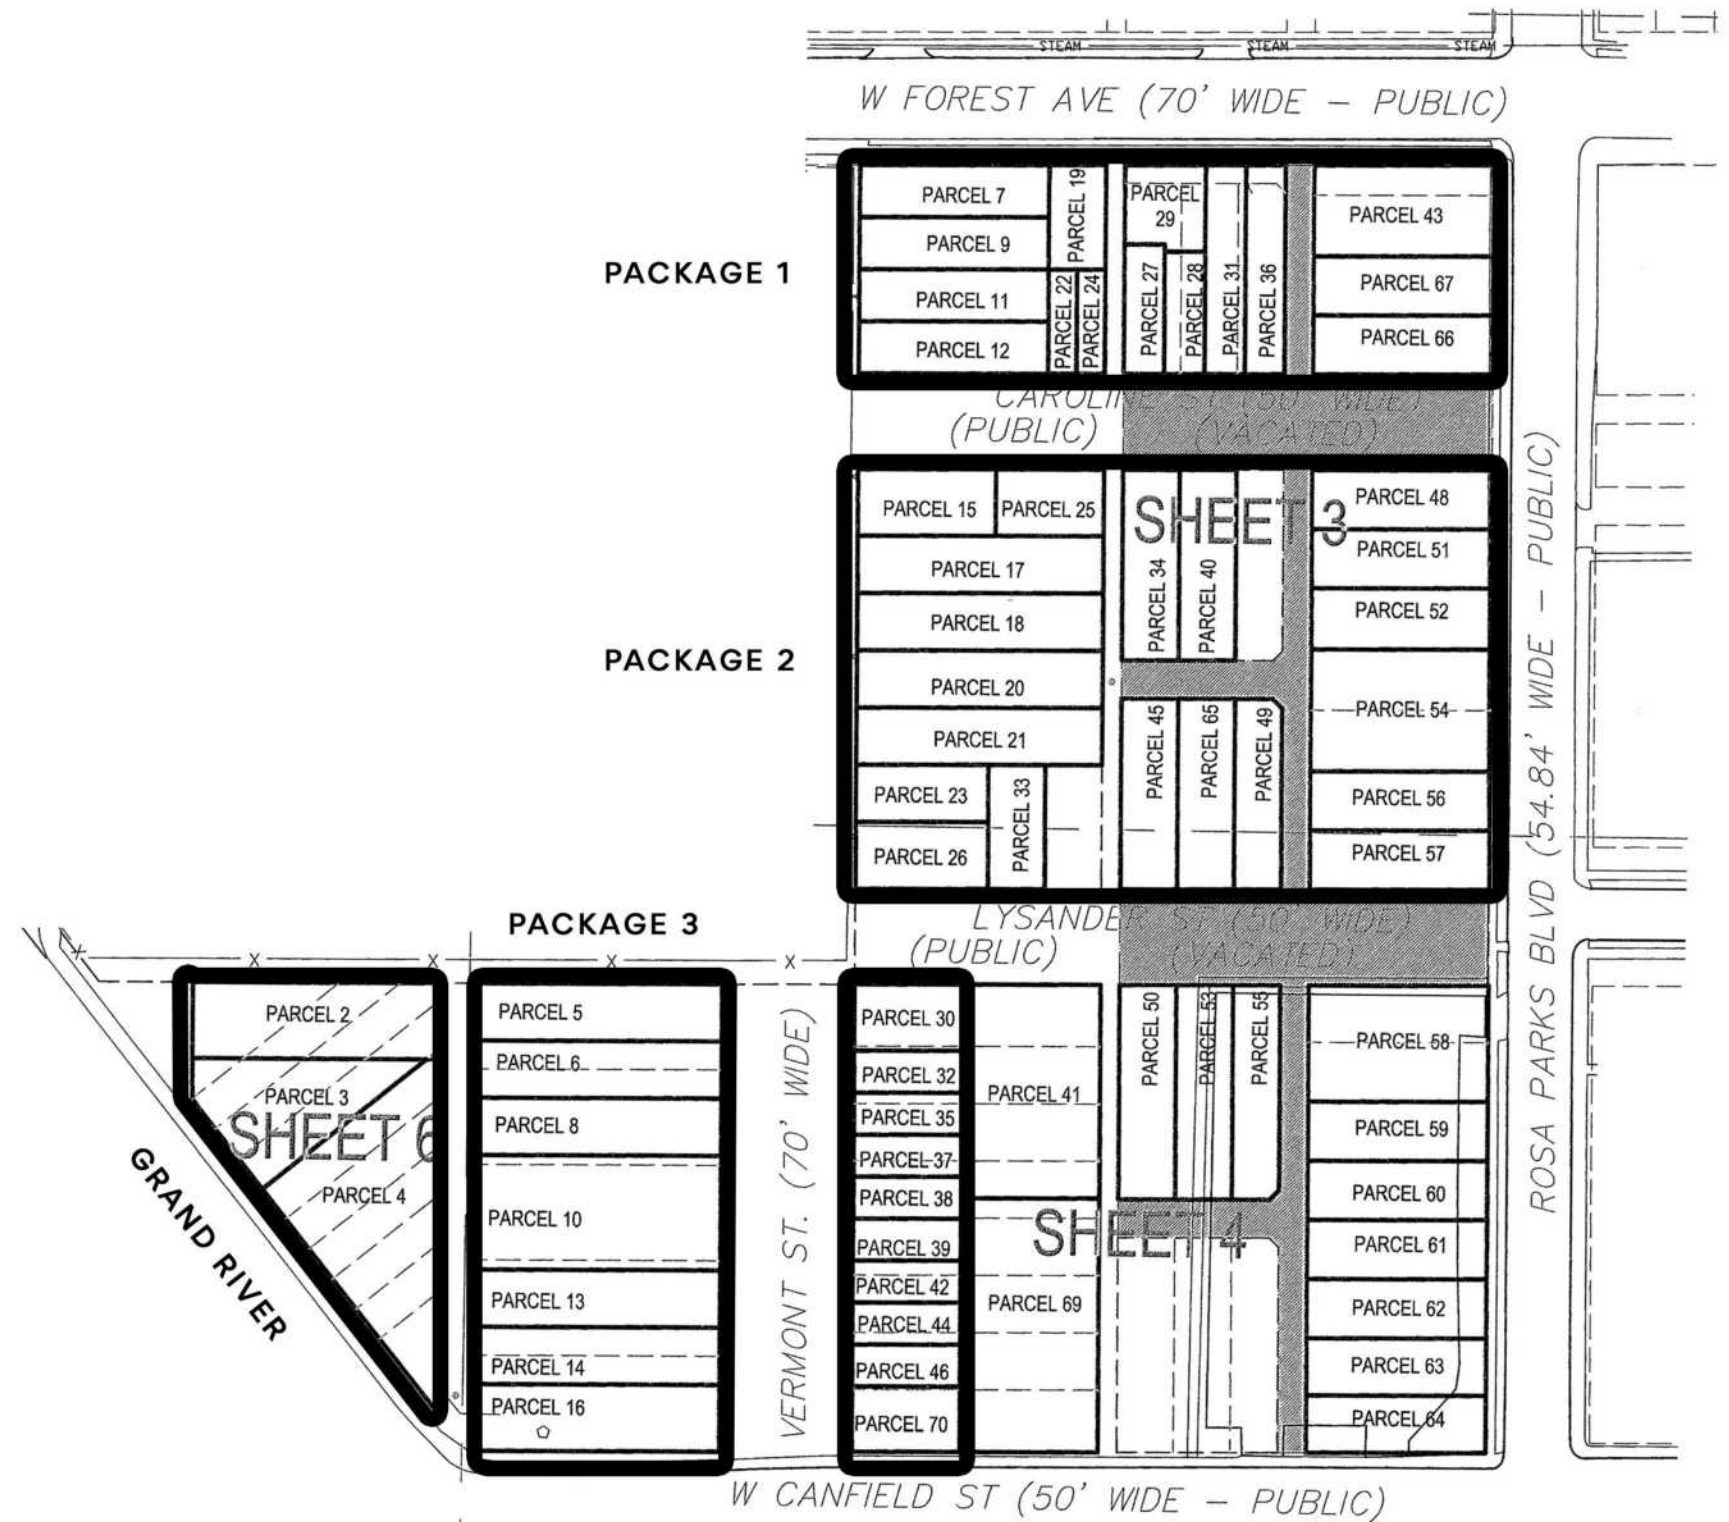 STEAM STEAM STEAM
W FOREST AVE (70' WIDE - PUBLIC)
PACKAGE 1
PARCEL 7
PARCEL 9
PARCEL 11
PARCEL 12
PARCEL 19
PARCEL 22
PARCEL 24
PARCEL
29
PARCEL 27
PARCEL 28
PARCEL 31
PARCEL 36
PARCEL 43
PARCEL 67
PARCEL 66
CAROLINE ST (50' WIDE)
(PUBLIC) (VACATED)
PACKAGE 2
PARCEL 15
PARCEL 25
PARCEL 17
PARCEL 18
PARCEL 20
PARCEL 21
PARCEL 23
PARCEL 26
PARCEL 33
SHEET 3
PARCEL 34
PARCEL 40
PARCEL 45
PARCEL 65
PARCEL 49
PARCEL 48
PARCEL 51
PARCEL 52
PARCEL 54
PARCEL 56
PARCEL 57
ROSA PARKS BLVD (54.84' WIDE - PUBLIC)
LYSANDER ST (50' WIDE)
(PUBLIC) (VACATED)
PACKAGE 3
X X X X X
PARCEL 2
PARCEL 3
SHEET 6
PARCEL 4
GRAND RIVER
PARCEL 5
PARCEL 6
PARCEL 8
PARCEL 10
PARCEL 13
PARCEL 14
PARCEL 16
VERMONT ST. (70' WIDE)
PARCEL 30
PARCEL 32
PARCEL 35
PARCEL 37
PARCEL 38
PARCEL 39
PARCEL 42
PARCEL 44
PARCEL 46
PARCEL 70
PARCEL 41
PARCEL 69
SHEET 4
PARCEL 50
PARCEL 53
PARCEL 55
PARCEL 58
PARCEL 59
PARCEL 60
PARCEL 61
PARCEL 62
PARCEL 63
PARCEL 64
W CANFIELD ST (50' WIDE - PUBLIC)